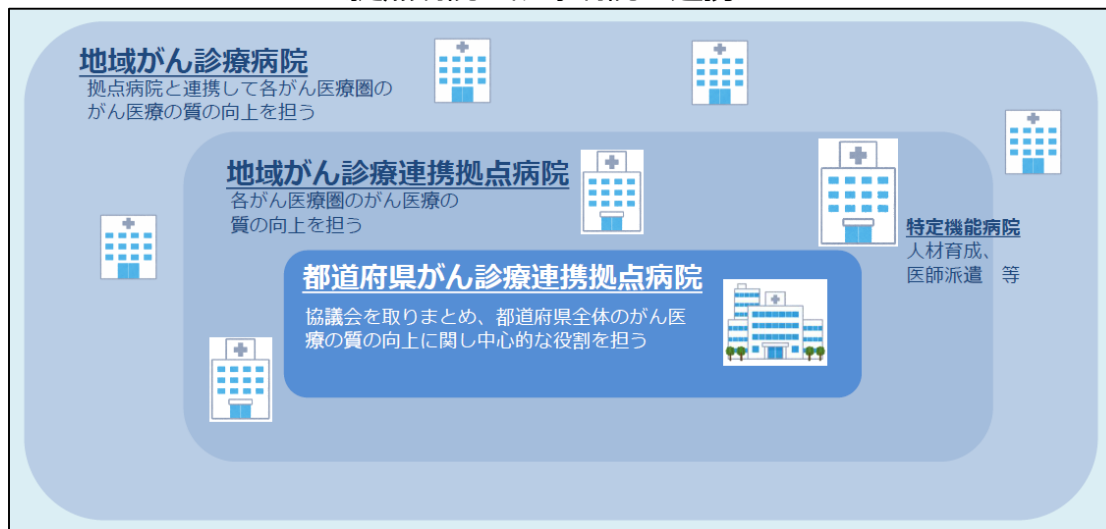 地域がん診療病院
拠点病院と連携して各がん医療圏の
がん医療の質の向上を担う
地域がん診療連携拠点病院
各がん医療圏のがん医療の
質の向上を担う
特定機能病院
人材育成、
医師派遣　等
都道府県がん診療連携拠点病院
協議会を取りまとめ、都道府県全体のがん医
療の質の向上に関し中心的な役割を担う